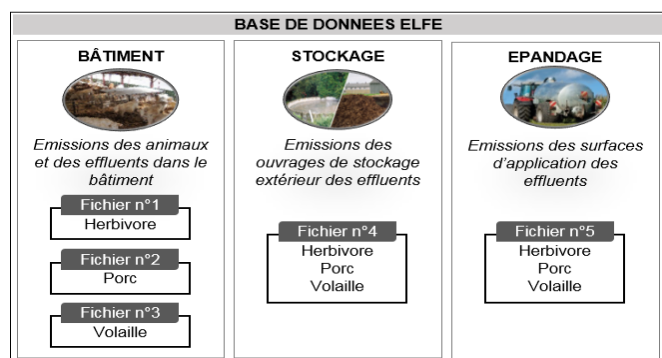 BASE DE DONNEES ELFE
BÂTIMENT
Emissions des animaux
et des effluents dans le
bâtiment
Fichier n°1
Herbivore
Fichier n°2
Porc
Fichier n°3
Volaille
STOCKAGE
Emissions des
ouvrages de stockage
extérieur des effluents
Fichier n°4
Herbivore
Porc
Volaille
EPANDAGE
Emissions des surfaces
d'application des
effluents
Fichier n°5
Herbivore
Porc
Volaille